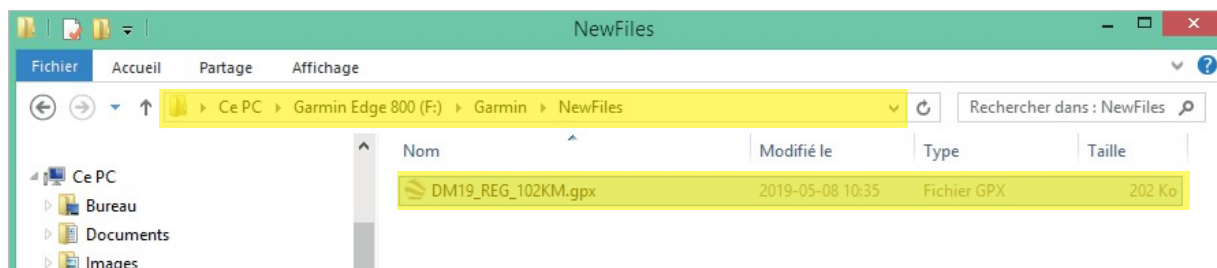 NewFiles
Fichier Accueil Partage Affichage
Ce PC Garmin Edge 800 (F:) Garmin NewFiles Rechercher dans : NewFiles
Nom Modifié le Type Taille
Ce PC
DM19_REG_102KM.gpx 2019-05-08 10:35 Fichier GPX 202 Ko
Bureau
Documents
Images